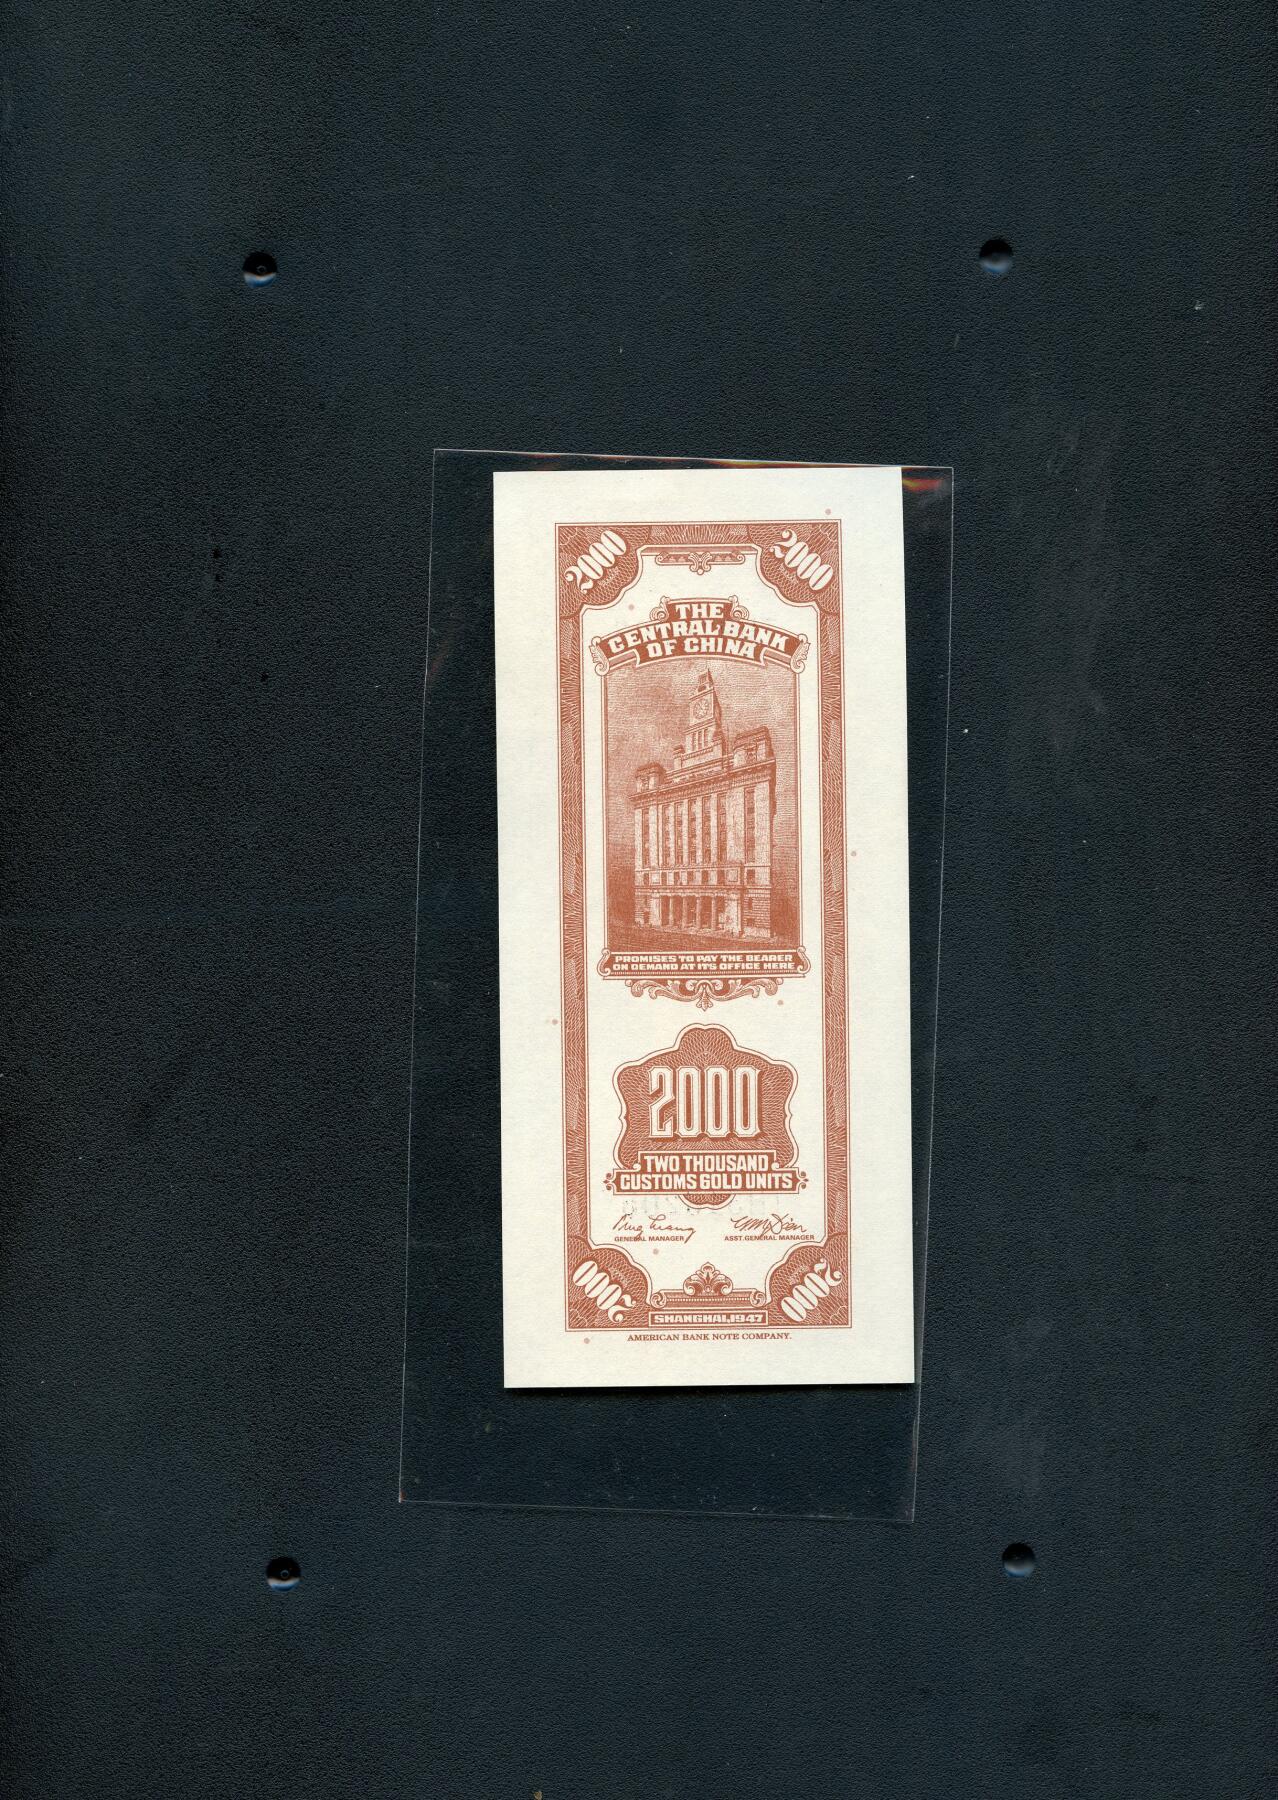 2000
2000
THE
CENTRAL BANK
OF CHINA
PROMISES TO PAY THE BEARER
ON DEMAND AT ITS OFFICE HERE
2000
TWO THOUSAND
CUSTOMS GOLD UNITS
GENERAL MANAGER
ASST. GENERAL MANAGER
2000
2000
SHANGHAI, 1947
AMERICAN BANK NOTE COMPANY.